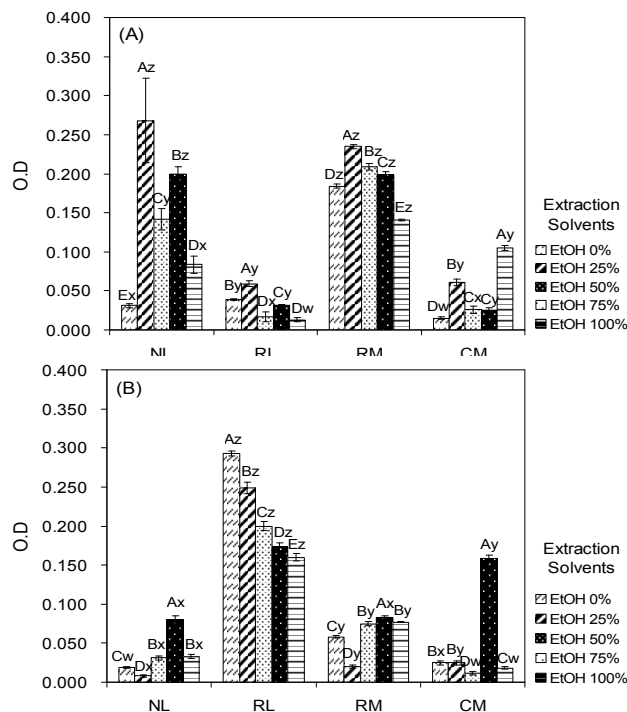 (A)
0.400
0.350
0.300
0.250
0.200
0.150
0.100
0.050
0.000
O.D
Ex Az Cy Bz Dx
By Ay Dx Cy Dw
Dz Az Bz Cz Ez
Dw By Cx Cy Ay
NL RL RM CM
Extraction
Solvents
EtOH 0%
EtOH 25%
EtOH 50%
EtOH 75%
EtOH 100%
(B)
0.400
0.350
0.300
0.250
0.200
0.150
0.100
0.050
0.000
O.D
Cw Dx Bx Ax Bx
Az Bz Cz Dz Ez
Cy Dy By Ax By
Bx By Dw Ay Cw
NL RL RM CM
Extraction
Solvents
EtOH 0%
EtOH 25%
EtOH 50%
EtOH 75%
EtOH 100%